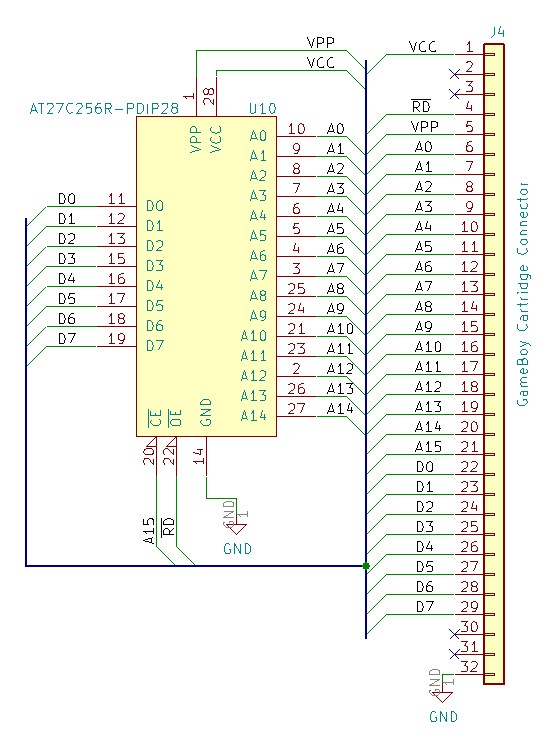 J4
VPP
VCC
VCC
1
2
3
1
28
AT27C256R-PDIP28
U10
RD
4
VPP
5
VPP
VCC
A0
10
A0
A0
6
A1
9
A1
A1
7
A2
8
A2
A2
8
A3
7
A3
A3
9
D0
11
D0
A4
6
A4
A4
10
D1
12
D1
A5
5
A5
A5
11
D2
13
D2
A6
4
A6
A6
12
D3
15
D3
A7
3
A7
A7
13
D4
16
D4
A8
25
A8
A8
14
D5
17
D5
A9
24
A9
A9
15
D6
18
D6
A10
21
A10
A10
16
D7
19
D7
A11
23
A11
A11
17
A12
2
A12
A12
18
A13
26
A13
A13
19
A14
27
A14
A14
20
CE
OE
GND
A15
21
20
22
14
D0
22
D1
23
D2
24
D3
25
D4
26
D5
27
D6
28
D7
29
30
31
32
A15
RD
GND
1
GND
GND
1
GND
GameBoy Cartridge Connector